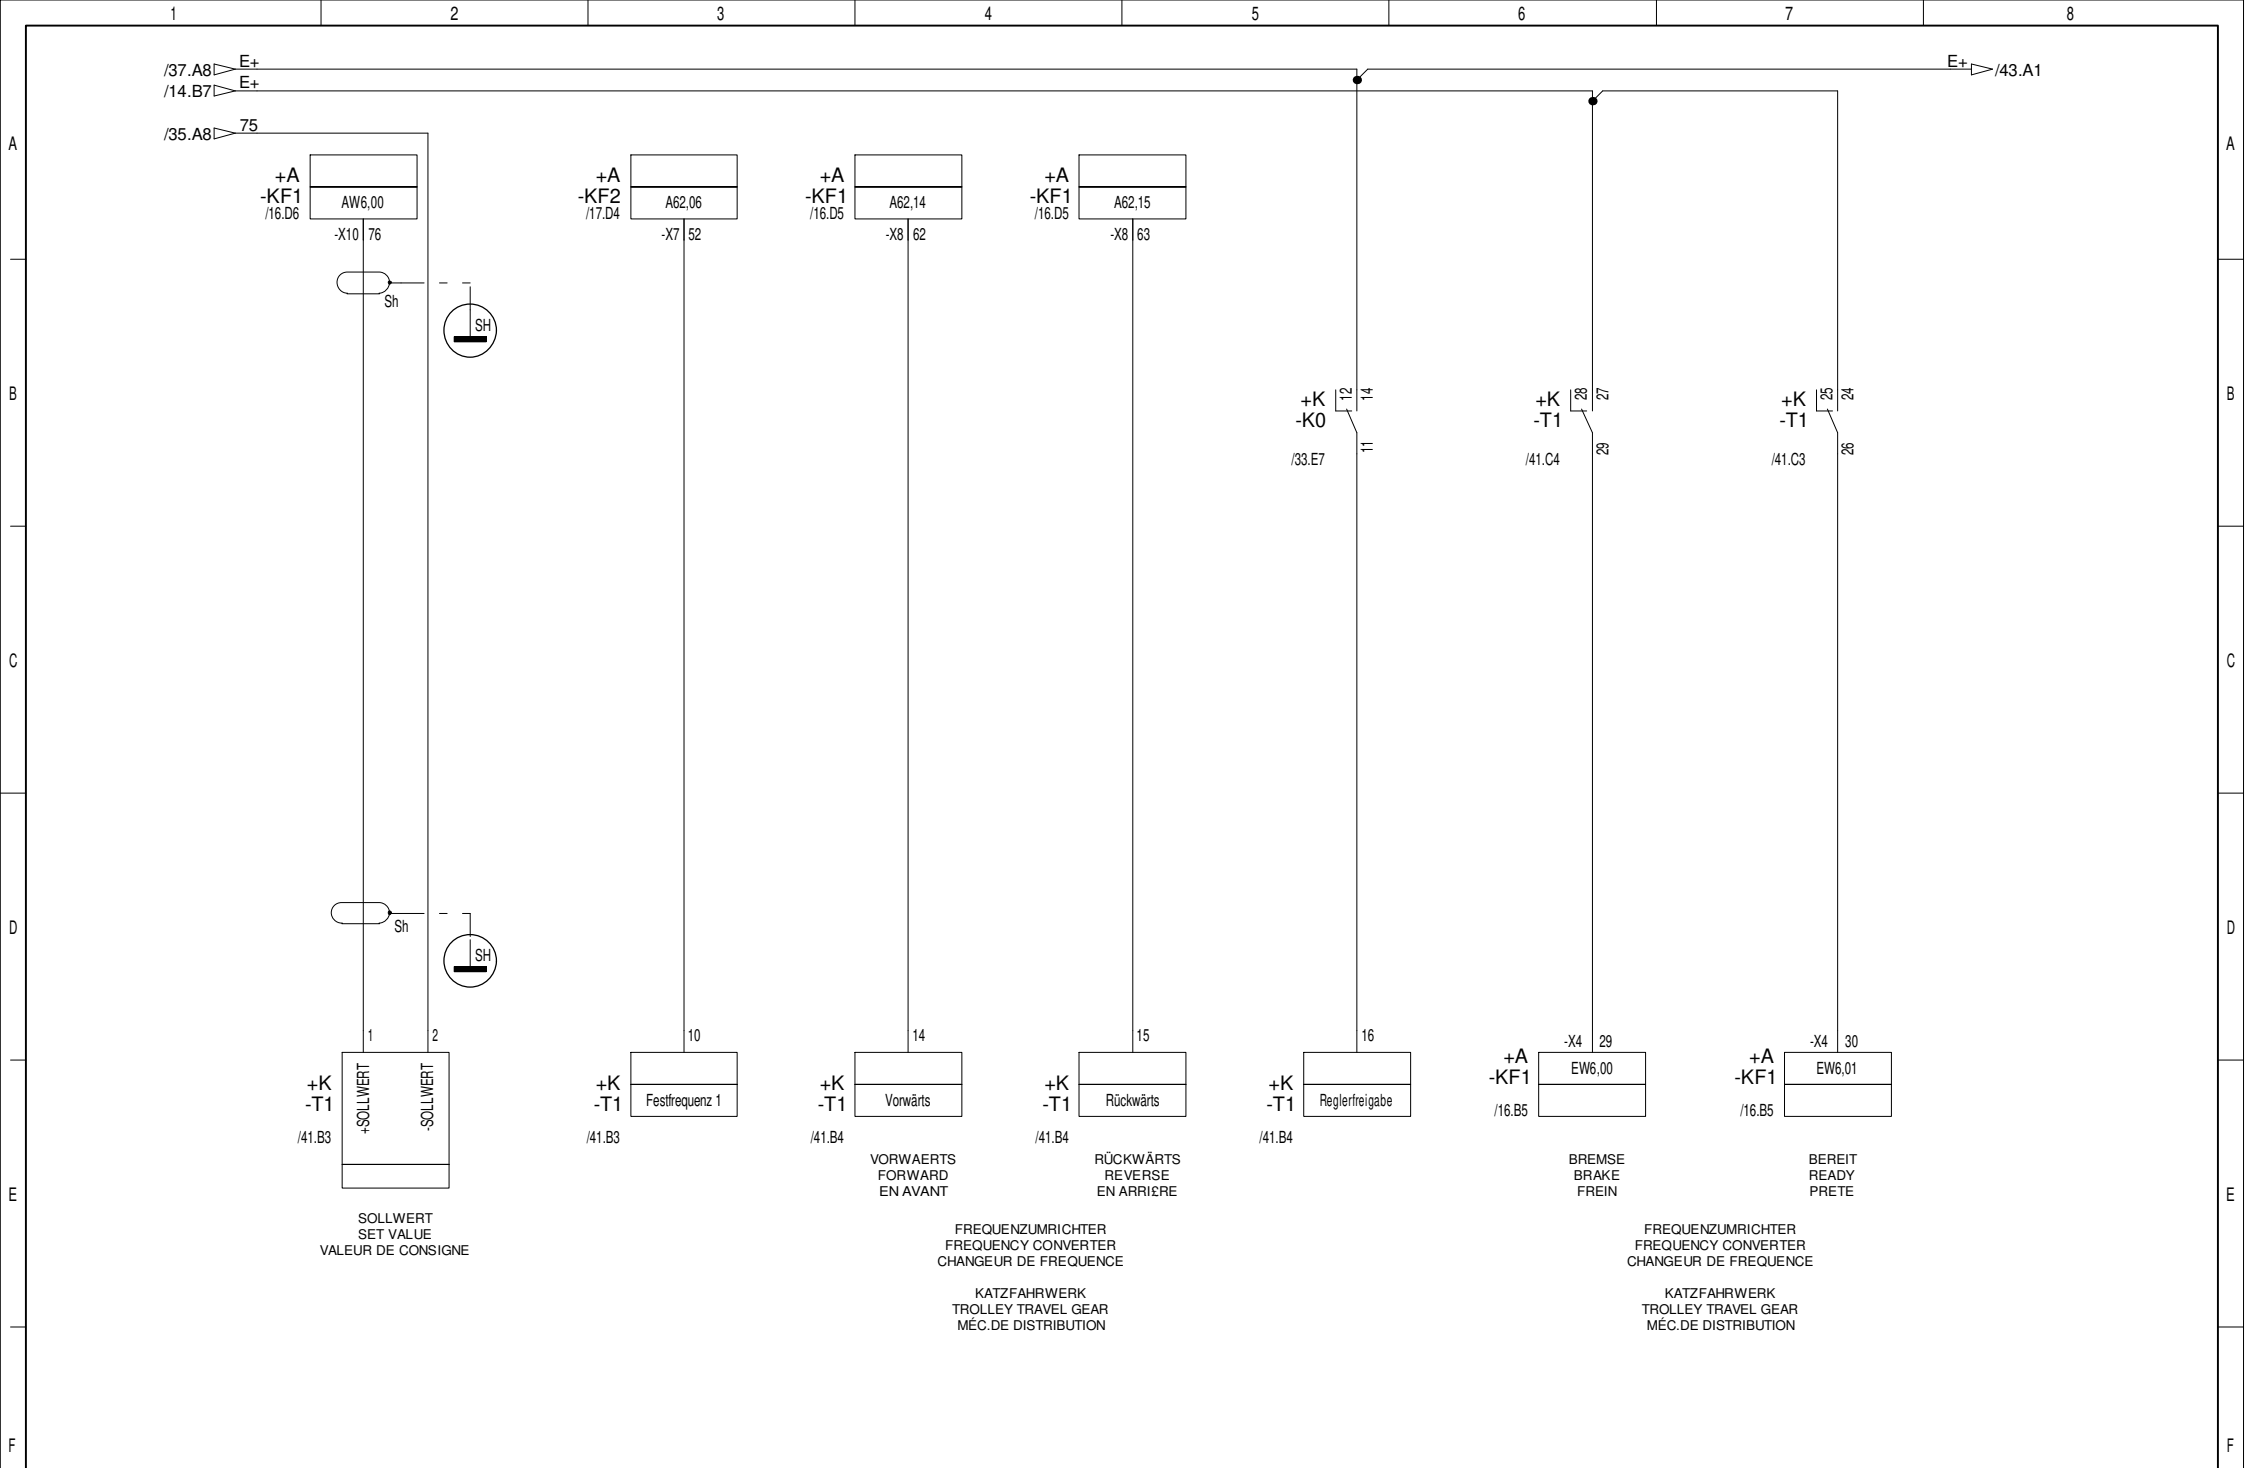 1 2 3 4 5 6 7 8
/37.A8 E+ E+ /43.A1
/14.B7 E+
/35.A8 75
A A
+A
-KF1
/16.D6
AW6,00
-X10 76
+A
-KF2
/17.D4
A62,06
-X7 52
+A
-KF1
/16.D5
A62,14
-X8 62
+A
-KF1
/16.D5
A62,15
-X8 63
Sh
SH
B B
+K
-K0
/33.E7
12 14
11
+K
-T1
/41.C4
28 27
29
+K
-T1
/41.C3
25 24
26
C C
D D
Sh
SH
1 2
+K
-T1
/41.B3
+SOLLWERT
-SOLLWERT
10
+K
-T1
/41.B3
Festfrequenz 1
14
+K
-T1
/41.B4
Vorwärts
15
+K
-T1
/41.B4
Rückwärts
16
+K
-T1
/41.B4
Reglerfreigabe
-X4 29
+A
-KF1
/16.B5
EW6,00
-X4 30
+A
-KF1
/16.B5
EW6,01
E E
SOLLWERT
SET VALUE
VALEUR DE CONSIGNE
VORWAERTS
FORWARD
EN AVANT
RÜCKWÄRTS
REVERSE
EN ARRI£RE
FREQUENZUMRICHTER
FREQUENCY CONVERTER
CHANGEUR DE FREQUENCE
KATZFAHRWERK
TROLLEY TRAVEL GEAR
MÉC.DE DISTRIBUTION
BREMSE
BRAKE
FREIN
BEREIT
READY
PRETE
FREQUENZUMRICHTER
FREQUENCY CONVERTER
CHANGEUR DE FREQUENCE
KATZFAHRWERK
TROLLEY TRAVEL GEAR
MÉC.DE DISTRIBUTION
F F